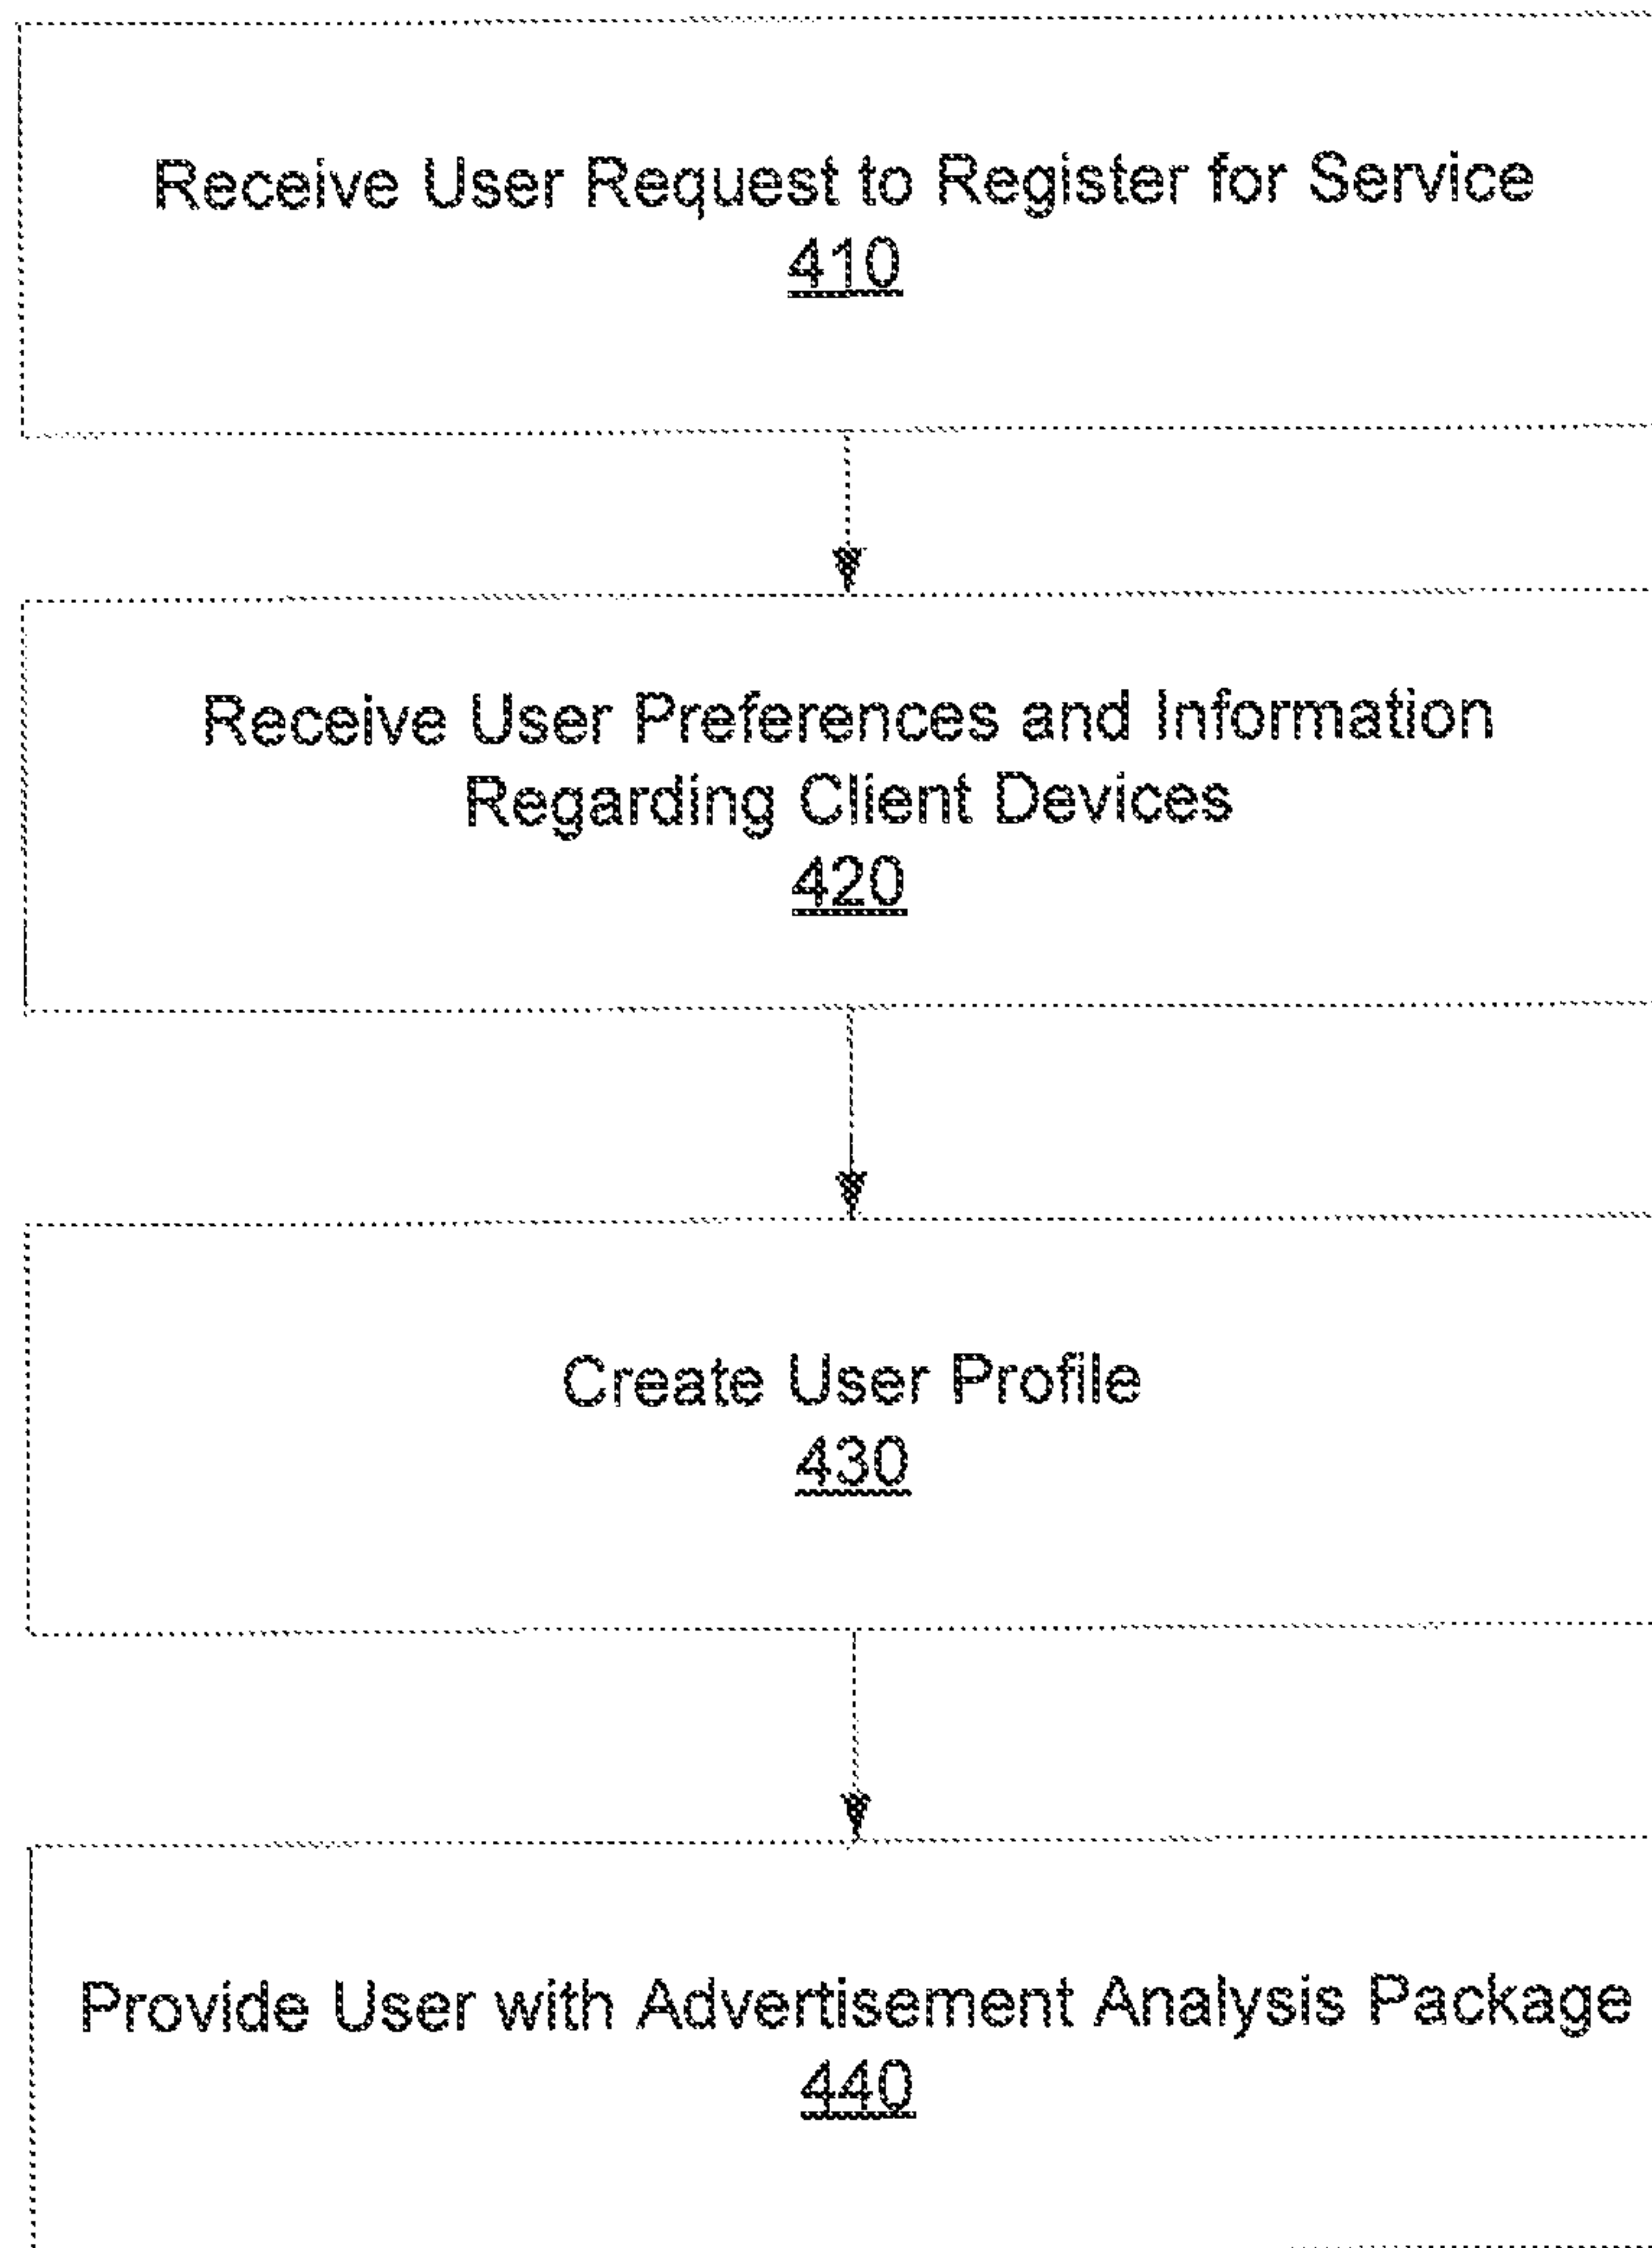 Receive User Request to Register for Service
410
Receive User Preferences and Information
Regarding Client Devices
420
Create User Profile
430
Provide User with Advertisement Analysis Package
440